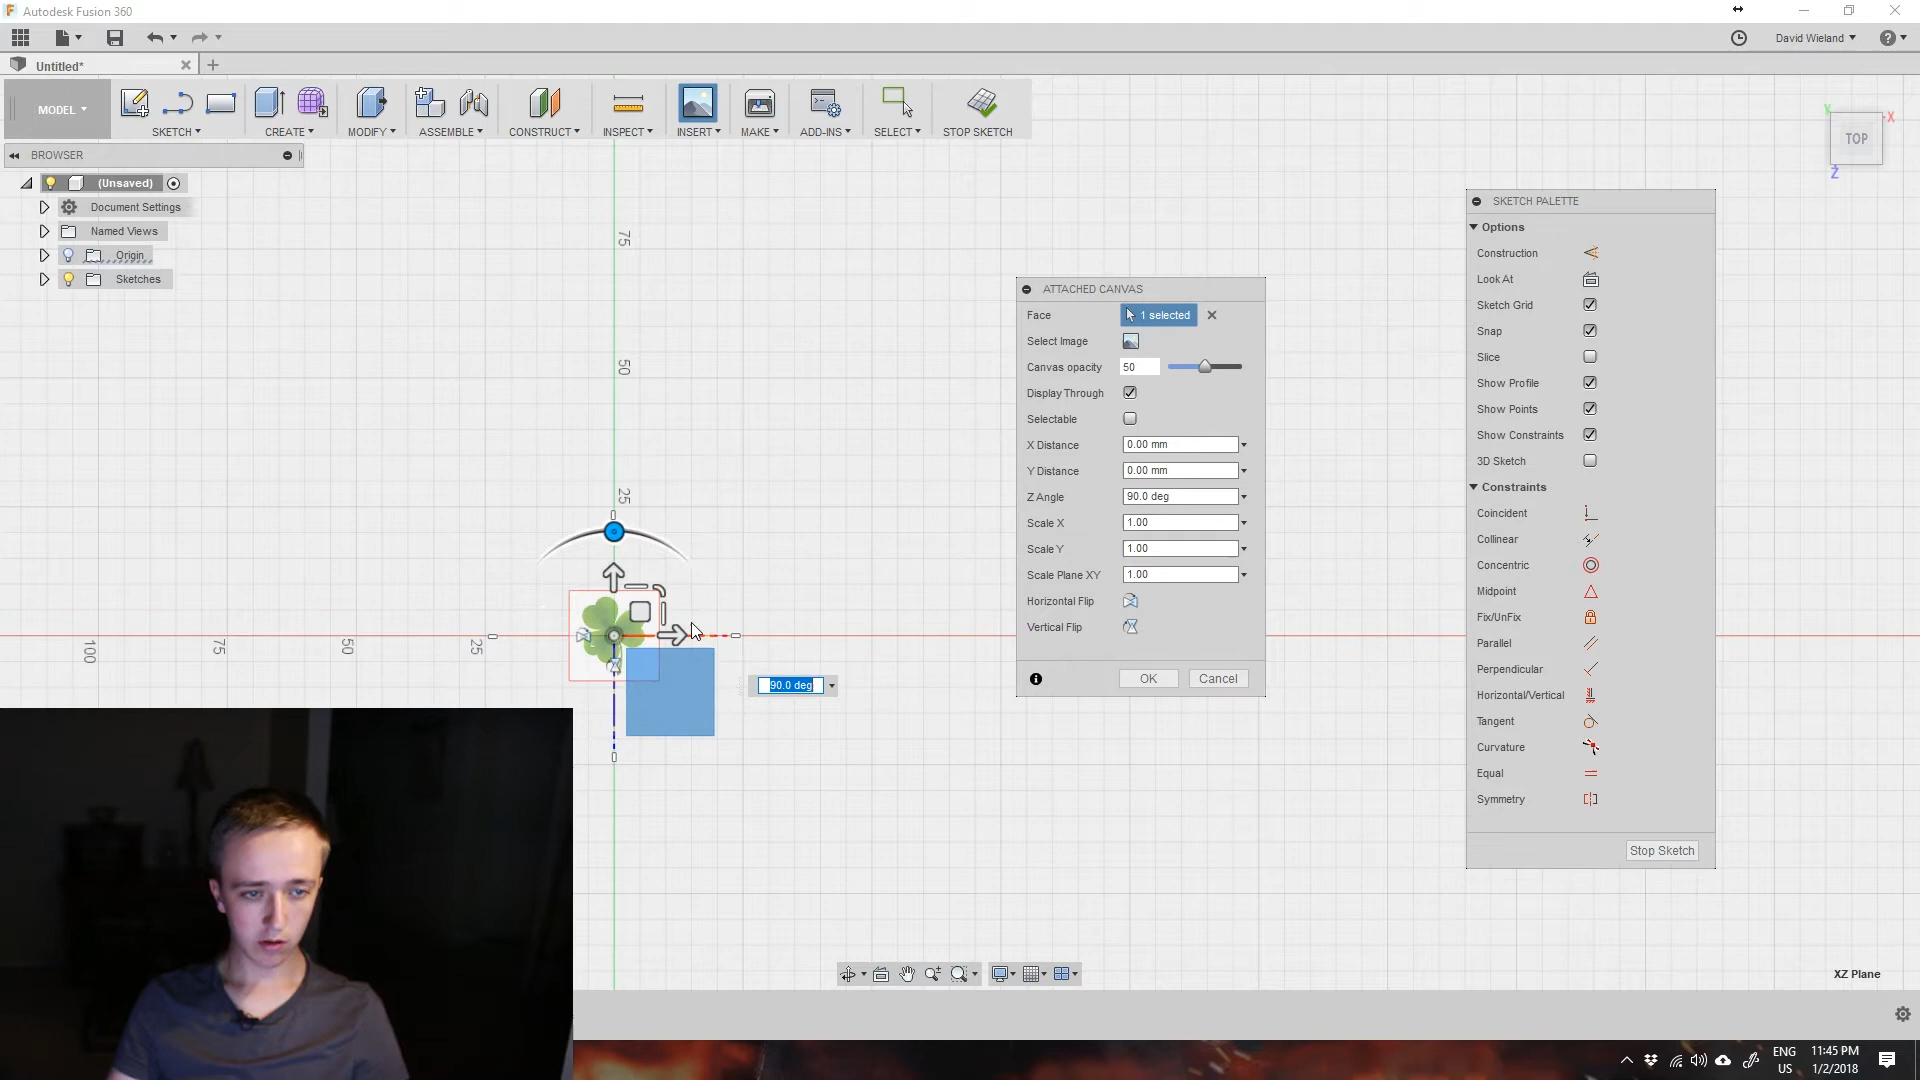 Autodesk Fusion 360
David Wieland
Untitled*
MODEL
SKETCH
CREATE
MODIFY
ASSEMBLE
CONSTRUCT
INSPECT
INSERT
MAKE
ADD-INS
SELECT
STOP SKETCH
BROWSER
(Unsaved)
Document Settings
Named Views
Origin
Sketches
TOP
X
Y
Z
75
50
25
100
75
50
25
90.0 deg
ATTACHED CANVAS
Face 1 selected
Select Image
Canvas opacity 50
Display Through
Selectable
X Distance 0.00 mm
Y Distance 0.00 mm
Z Angle 90.0 deg
Scale X 1.00
Scale Y 1.00
Scale Plane XY 1.00
Horizontal Flip
Vertical Flip
OK Cancel
SKETCH PALETTE
Options
Construction
Look At
Sketch Grid
Snap
Slice
Show Profile
Show Points
Show Constraints
3D Sketch
Constraints
Coincident
Collinear
Concentric
Midpoint
Fix/UnFix
Parallel
Perpendicular
Horizontal/Vertical
Tangent
Curvature
Equal
Symmetry
Stop Sketch
XZ Plane
ENG
US
11:45 PM
1/2/2018